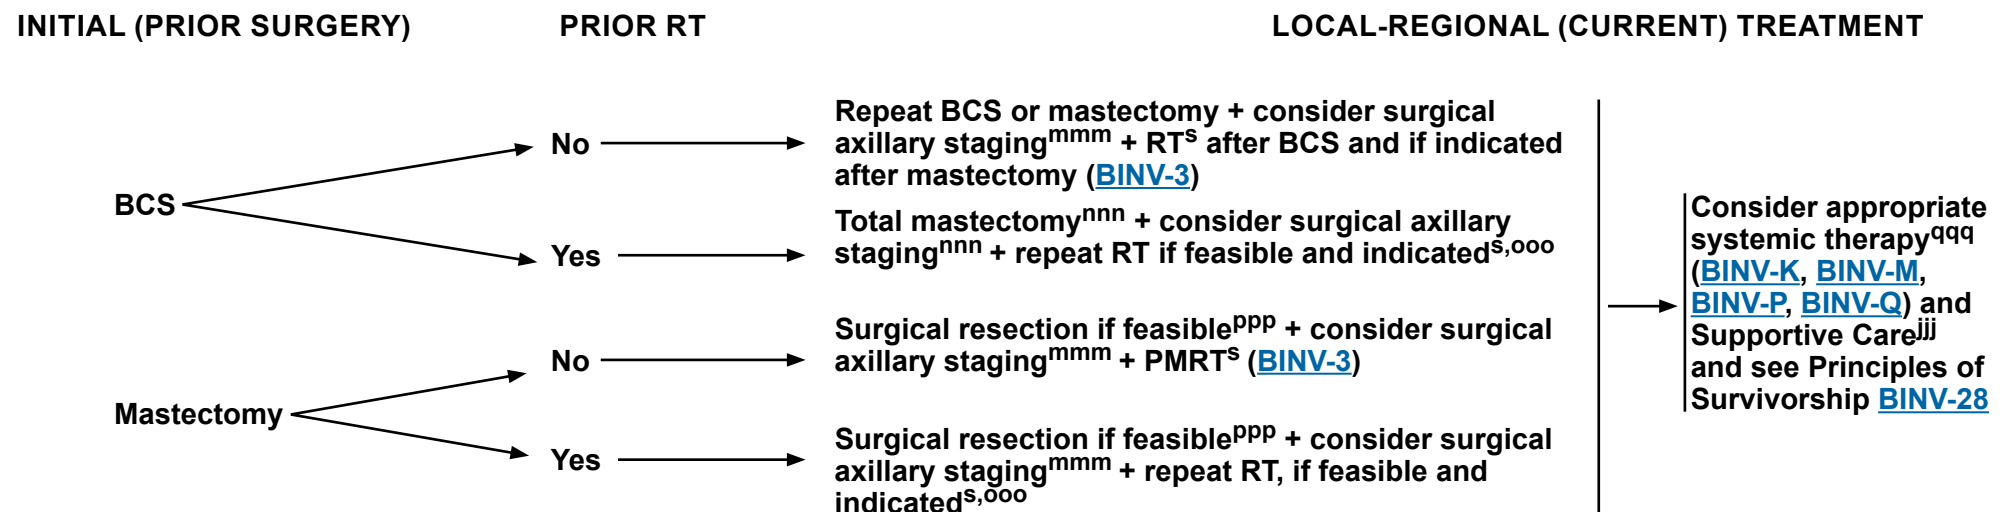 INITIAL (PRIOR SURGERY) PRIOR RT LOCAL-REGIONAL (CURRENT) TREATMENT
BCS
No
Repeat BCS or mastectomy + consider surgical
axillary stagingmmm + RTs after BCS and if indicated
after mastectomy (BINV-3)
Yes
Total mastectomynnn + consider surgical axillary
stagingnnn + repeat RT if feasible and indicateds,ooo
Mastectomy
No
Surgical resection if feasibleppp + consider surgical
axillary stagingmmm + PMRTs (BINV-3)
Yes
Surgical resection if feasibleppp + consider surgical
axillary stagingmmm + repeat RT, if feasible and
indicateds,ooo
Consider appropriate
systemic therapyqqq
(BINV-K, BINV-M,
BINV-P, BINV-Q) and
Supportive Carejjj
and see Principles of
Survivorship BINV-28